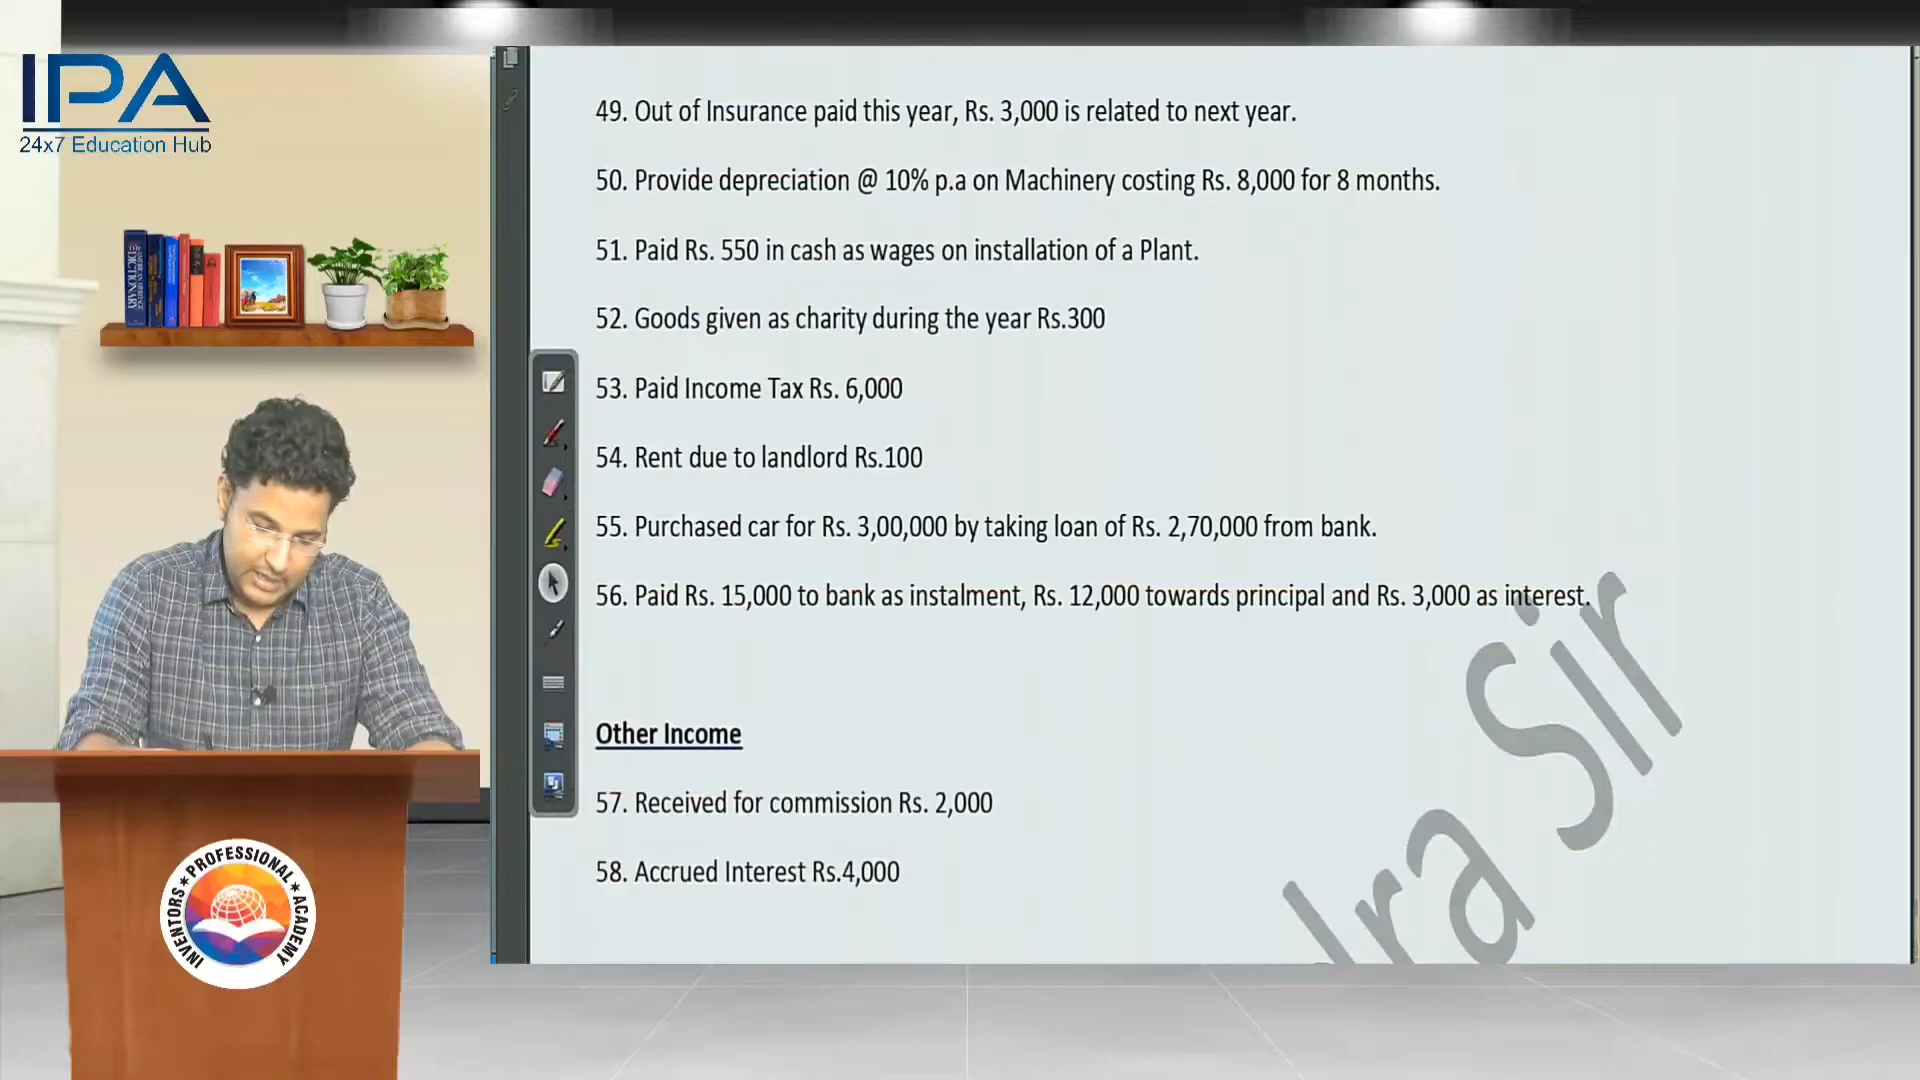 IPA
24x7 Education Hub
49. Out of Insurance paid this year, Rs. 3,000 is related to next year.
50. Provide depreciation @ 10% p.a on Machinery costing Rs. 8,000 for 8 months.
51. Paid Rs. 550 in cash as wages on installation of a Plant.
52. Goods given as charity during the year Rs.300
53. Paid Income Tax Rs. 6,000
54. Rent due to landlord Rs.100
55. Purchased car for Rs. 3,00,000 by taking loan of Rs. 2,70,000 from bank.
56. Paid Rs. 15,000 to bank as instalment, Rs. 12,000 towards principal and Rs. 3,000 as interest.
Other Income
57. Received for commission Rs. 2,000
58. Accrued Interest Rs.4,000
dra Sir
DICTIONARY
INVENTORS PROFESSIONAL ACADEMY